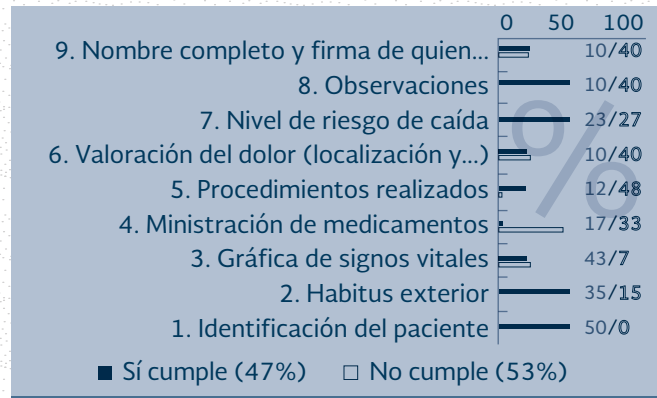 0 50 100
9. Nombre completo y firma de quien... 10/40
8. Observaciones 10/40
7. Nivel de riesgo de caída 23/27
6. Valoración del dolor (localización y...) 10/40
5. Procedimientos realizados 12/48
4. Ministración de medicamentos 17/33
3. Gráfica de signos vitales 43/7
2. Habitus exterior 35/15
1. Identificación del paciente 50/0
%
Sí cumple (47%) No cumple (53%)